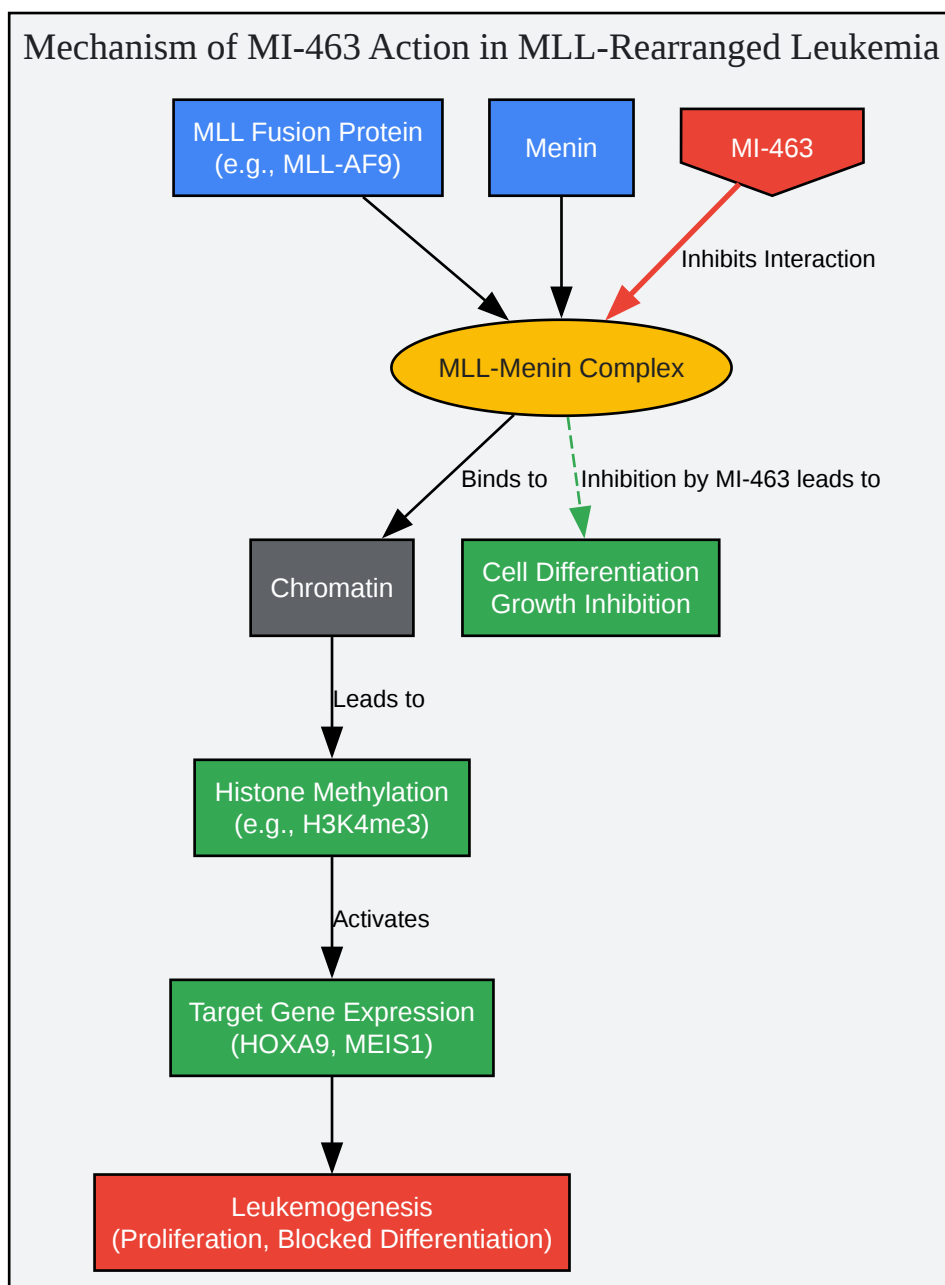 Mechanism of MI-463 Action in MLL-Rearranged Leukemia
MLL Fusion Protein
(e.g., MLL-AF9)
Menin
MI-463
Inhibits Interaction
MLL-Menin Complex
Binds to
Inhibition by MI-463 leads to
Chromatin
Cell Differentiation
Growth Inhibition
Leads to
Histone Methylation
(e.g., H3K4me3)
Activates
Target Gene Expression
(HOXA9, MEIS1)
Leukemogenesis
(Proliferation, Blocked Differentiation)